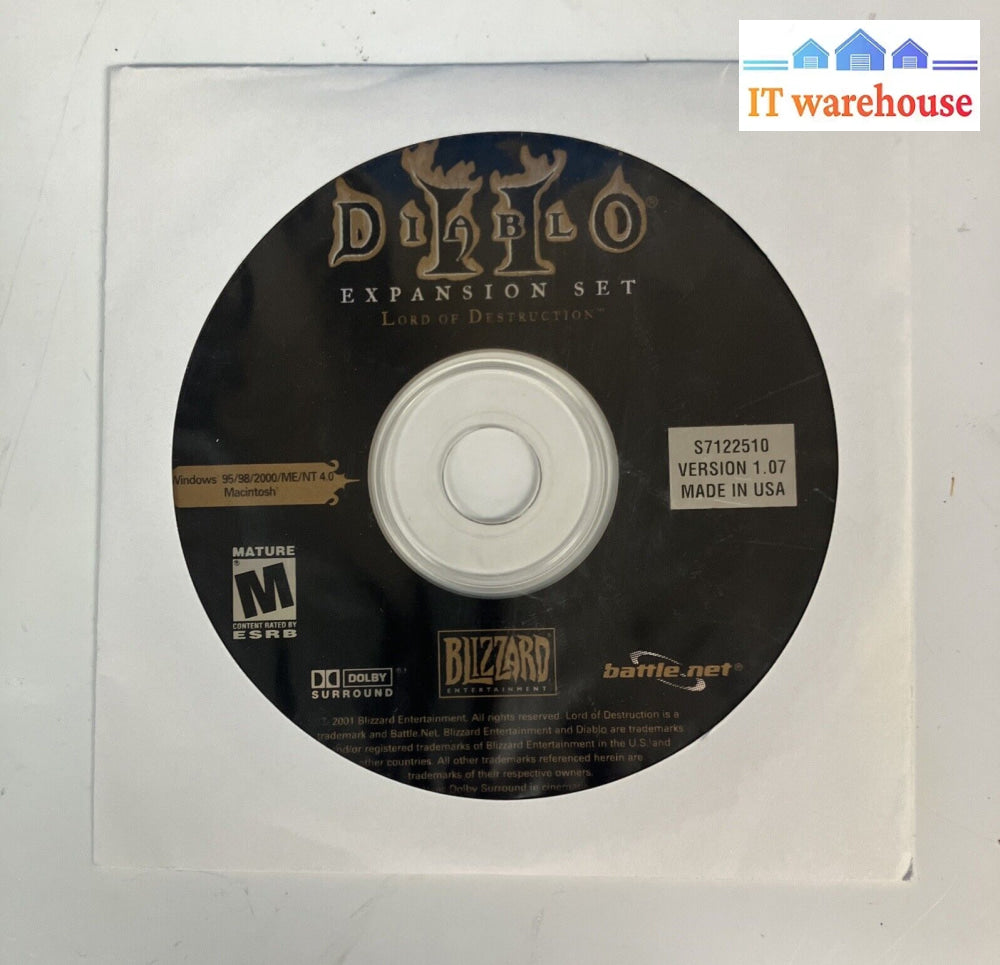 IT warehouse
DIABLO®
II
EXPANSION SET
LORD OF DESTRUCTION™
S7122510
VERSION 1.07
MADE IN USA
Windows 95/98/2000/ME/NT 4.0
Macintosh
MATURE
M
CONTENT RATED BY
ESRB
DOLBY
SURROUND
BLIZZARD
ENTERTAINMENT
battle.net®
2001 Blizzard Entertainment. All rights reserved. Lord of Destruction is a
trademark and Battle.Net, Blizzard Entertainment and Diablo are trademarks
and/or registered trademarks of Blizzard Entertainment in the U.S. and
other countries. All other trademarks referenced herein are
trademarks of their respective owners.
Dolby Surround in